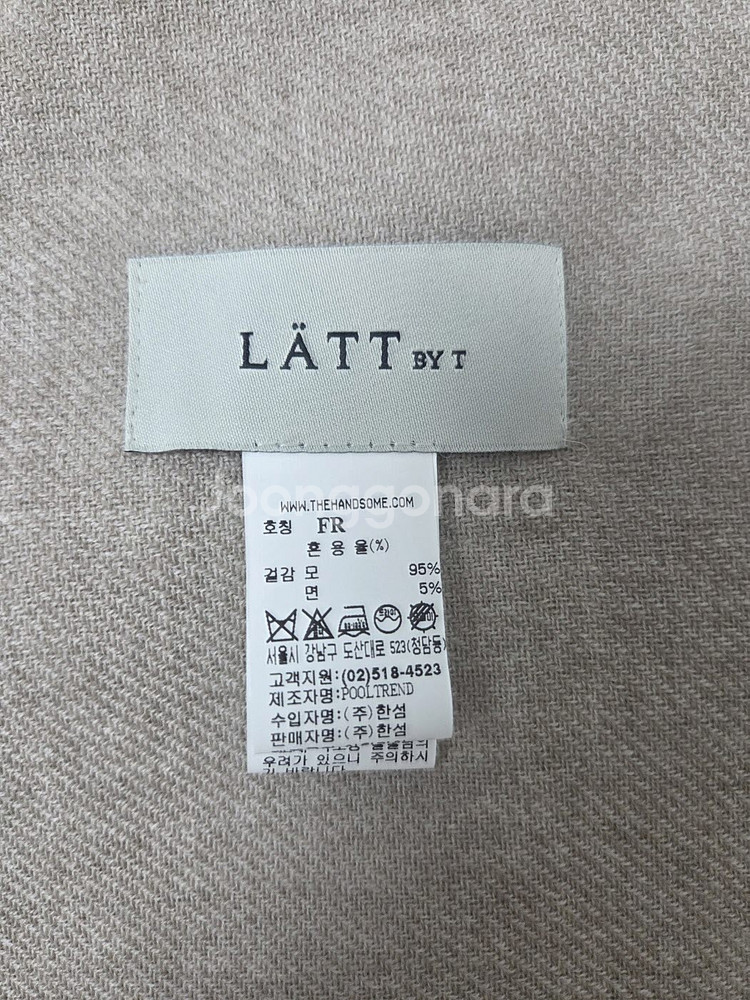 LÄTT BY T
Joonggonara
WWW.THEHANDSOME.COM
호칭 FR
혼 용 율(%)
겉감 모 95%
면 5%
서울시 강남구 도산대로 523(청담동)
고객지원:(02)518-4523
제조자명:POOLTREND
수입자명:(주)한섬
판매자명:(주)한섬
우려가 있으니 주의하시